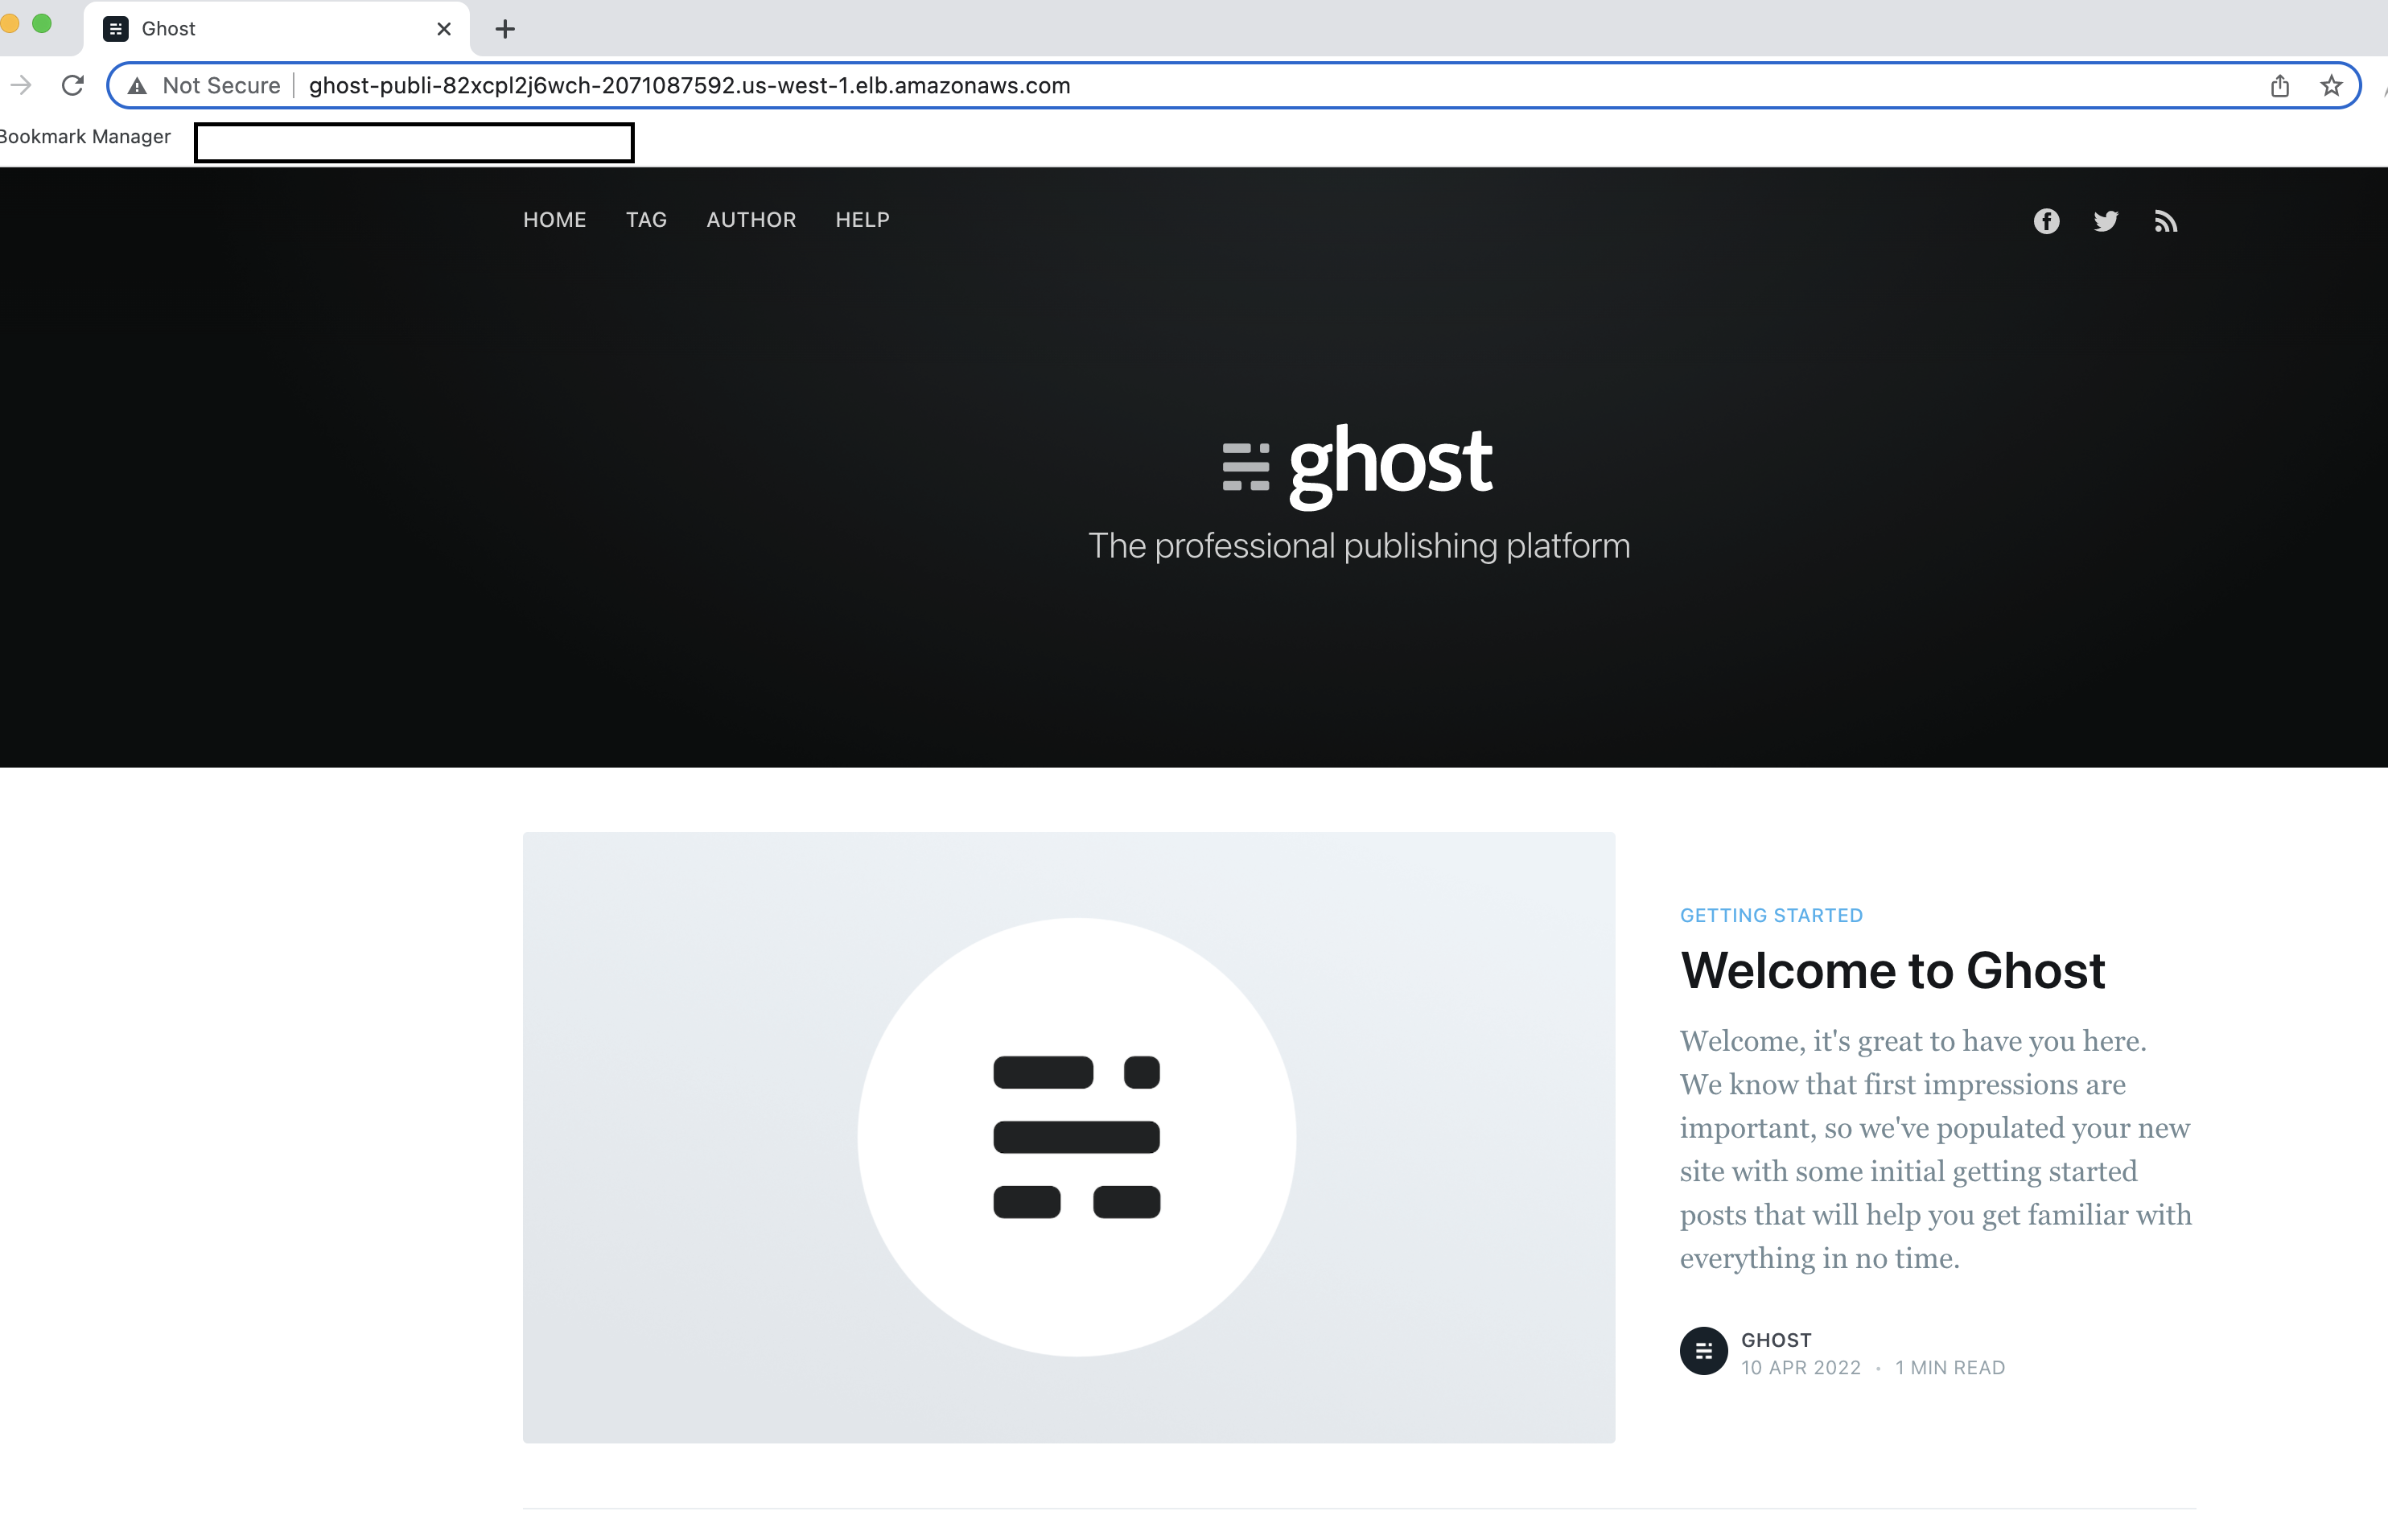 Ghost
Not Secure ghost-publi-82xcpl2j6wch-2071087592.us-west-1.elb.amazonaws.com
Bookmark Manager
HOME TAG AUTHOR HELP
ghost
The professional publishing platform
GETTING STARTED
Welcome to Ghost
Welcome, it's great to have you here.
We know that first impressions are
important, so we've populated your new
site with some initial getting started
posts that will help you get familiar with
everything in no time.
GHOST
10 APR 2022 • 1 MIN READ